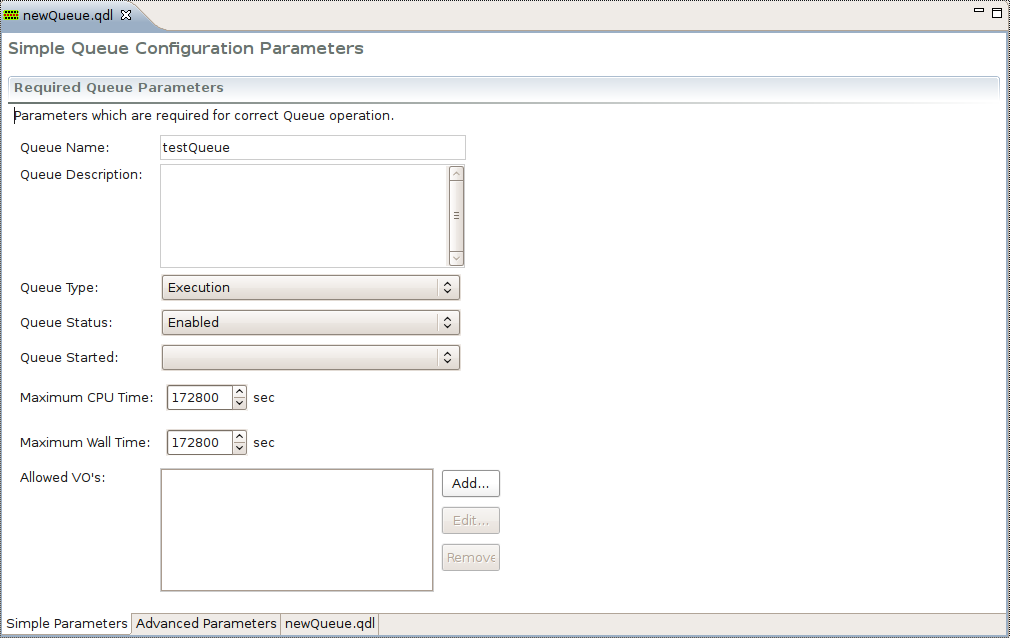 newQueue.qdl
Simple Queue Configuration Parameters
Required Queue Parameters
Parameters which are required for correct Queue operation.
Queue Name: testQueue
Queue Description:
Queue Type: Execution
Queue Status: Enabled
Queue Started:
Maximum CPU Time: 172800 sec
Maximum Wall Time: 172800 sec
Allowed VO's:
Add...
Edit...
Remove
Simple Parameters Advanced Parameters newQueue.qdl